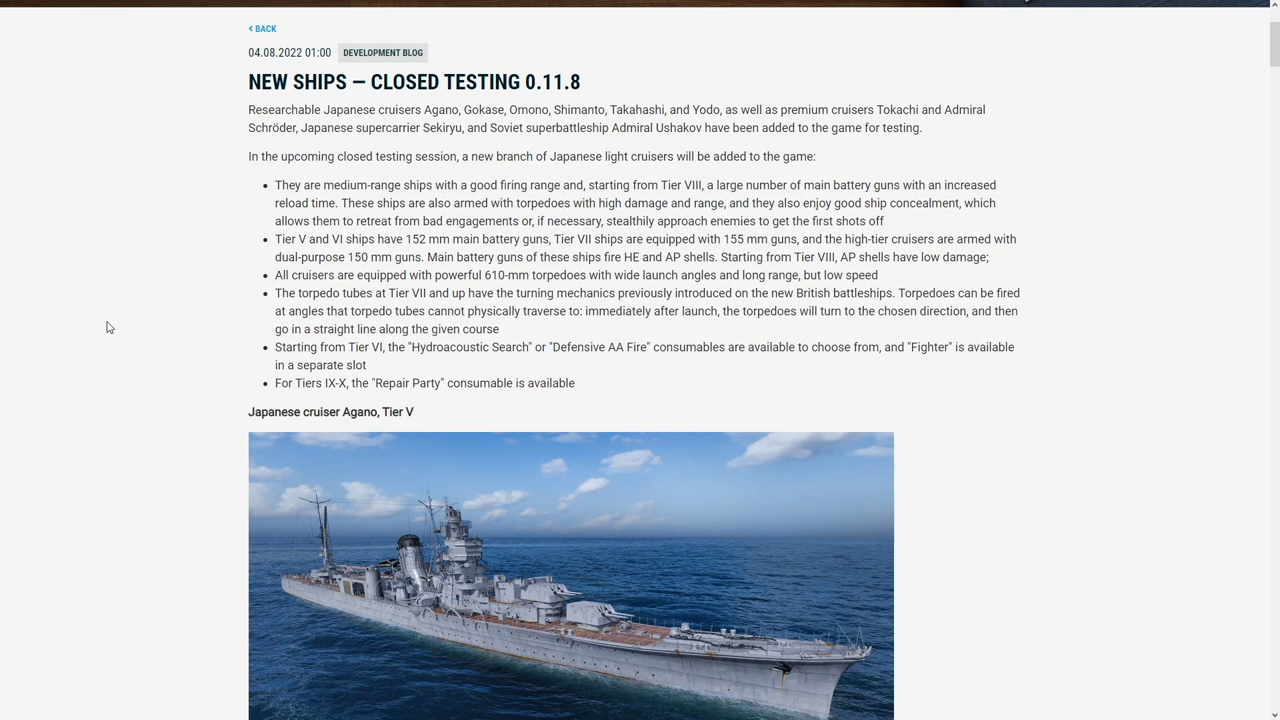 BACK
04.08.2022 01:00 DEVELOPMENT BLOG
NEW SHIPS — CLOSED TESTING 0.11.8
Researchable Japanese cruisers Agano, Gokase, Omono, Shimanto, Takahashi, and Yodo, as well as premium cruisers Tokachi and Admiral
Schröder, Japanese supercarrier Sekiryu, and Soviet superbattleship Admiral Ushakov have been added to the game for testing.
In the upcoming closed testing session, a new branch of Japanese light cruisers will be added to the game:
They are medium-range ships with a good firing range and, starting from Tier VIII, a large number of main battery guns with an increased
reload time. These ships are also armed with torpedoes with high damage and range, and they also enjoy good ship concealment, which
allows them to retreat from bad engagements or, if necessary, stealthily approach enemies to get the first shots off
Tier V and VI ships have 152 mm main battery guns, Tier VII ships are equipped with 155 mm guns, and the high-tier cruisers are armed with
dual-purpose 150 mm guns. Main battery guns of these ships fire HE and AP shells. Starting from Tier VIII, AP shells have low damage;
All cruisers are equipped with powerful 610-mm torpedoes with wide launch angles and long range, but low speed
The torpedo tubes at Tier VII and up have the turning mechanics previously introduced on the new British battleships. Torpedoes can be fired
at angles that torpedo tubes cannot physically traverse to: immediately after launch, the torpedoes will turn to the chosen direction, and then
go in a straight line along the given course
Starting from Tier VI, the "Hydroacoustic Search" or "Defensive AA Fire" consumables are available to choose from, and "Fighter" is available
in a separate slot
For Tiers IX-X, the "Repair Party" consumable is available
Japanese cruiser Agano, Tier V